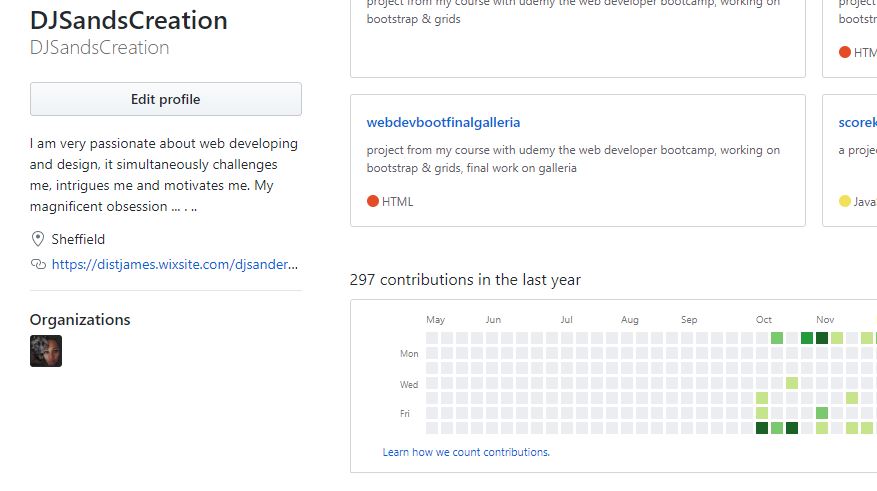 DJSandsCreation
DJSandsCreation
Edit profile
I am very passionate about web developing
and design, it simultaneously challenges
me, intrigues me and motivates me. My
magnificent obsession ... . ..
Sheffield
https://distjames.wixsite.com/djsander...
Organizations
project from my course with udemy the web developer bootcamp, working on
bootstrap & grids
project
bootstr
HTM
webdevbootfinalgalleria
project from my course with udemy the web developer bootcamp, working on
bootstrap & grids, final work on galleria
HTML
scorek
a projec
Java
297 contributions in the last year
May Jun Jul Aug Sep Oct Nov
Mon
Wed
Fri
Learn how we count contributions.